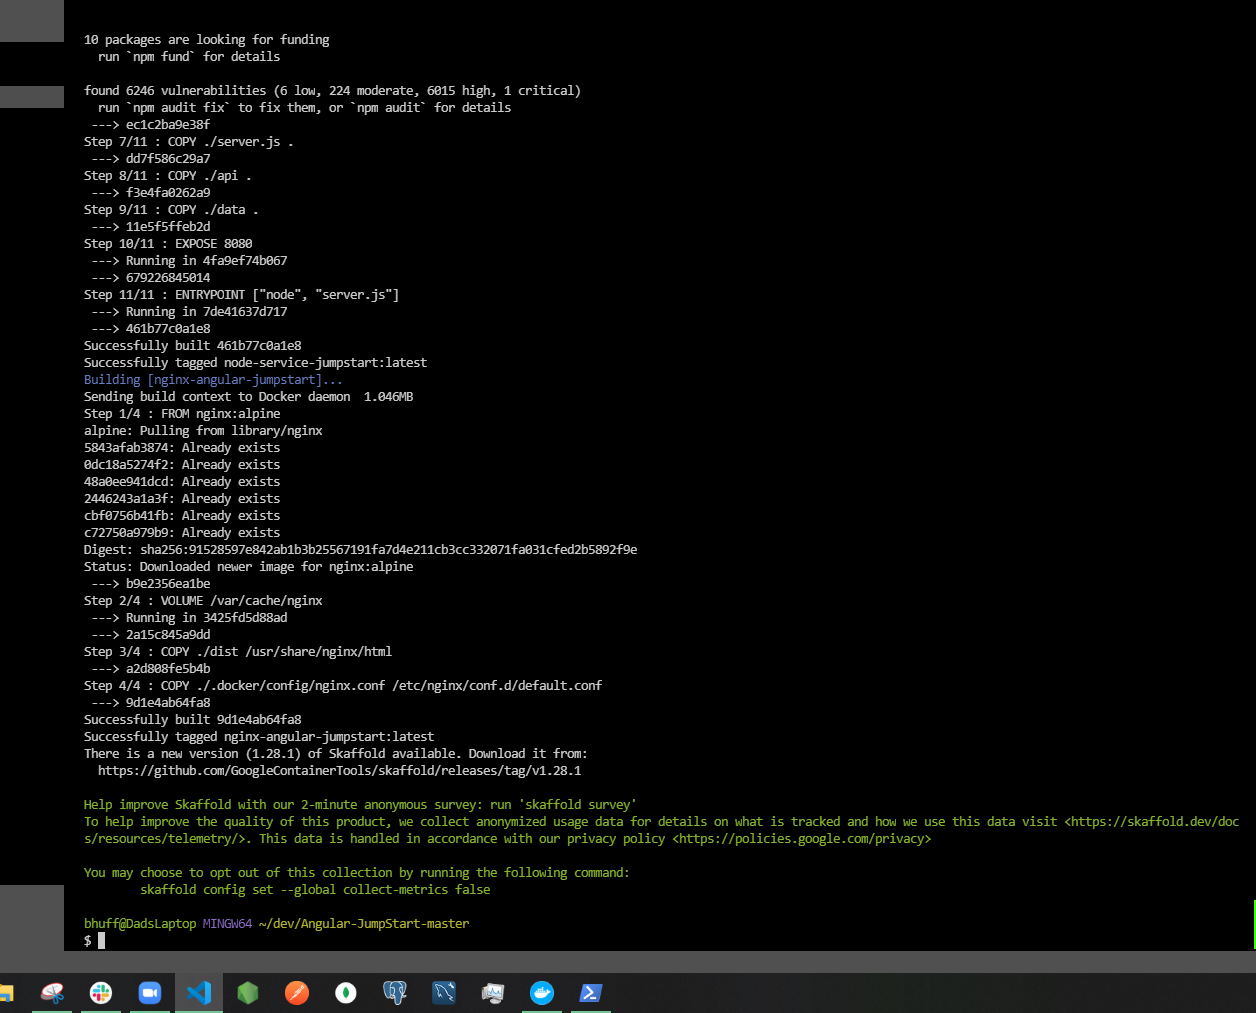 10 packages are looking for funding
  run `npm fund` for details

found 6246 vulnerabilities (6 low, 224 moderate, 6015 high, 1 critical)
  run `npm audit fix` to fix them, or `npm audit` for details
 ---> ec1c2ba9e38f
Step 7/11 : COPY ./server.js .
 ---> dd7f586c29a7
Step 8/11 : COPY ./api .
 ---> f3e4fa0262a9
Step 9/11 : COPY ./data .
 ---> 11e5f5ffeb2d
Step 10/11 : EXPOSE 8080
 ---> Running in 4fa9ef74b067
 ---> 679226845014
Step 11/11 : ENTRYPOINT ["node", "server.js"]
 ---> Running in 7de41637d717
 ---> 461b77c0a1e8
Successfully built 461b77c0a1e8
Successfully tagged node-service-jumpstart:latest
Building [nginx-angular-jumpstart]...
Sending build context to Docker daemon  1.046MB
Step 1/4 : FROM nginx:alpine
alpine: Pulling from library/nginx
5843afab3874: Already exists
0dc18a5274f2: Already exists
48a0ee941dcd: Already exists
2446243a1a3f: Already exists
cbf0756b41fb: Already exists
c72750a979b9: Already exists
Digest: sha256:91528597e842ab1b3b25567191fa7d4e211cb3cc332071fa031cfed2b5892f9e
Status: Downloaded newer image for nginx:alpine
 ---> b9e2356ea1be
Step 2/4 : VOLUME /var/cache/nginx
 ---> Running in 3425fd5d88ad
 ---> 2a15c845a9dd
Step 3/4 : COPY ./dist /usr/share/nginx/html
 ---> a2d808fe5b4b
Step 4/4 : COPY ./.docker/config/nginx.conf /etc/nginx/conf.d/default.conf
 ---> 9d1e4ab64fa8
Successfully built 9d1e4ab64fa8
Successfully tagged nginx-angular-jumpstart:latest
There is a new version (1.28.1) of Skaffold available. Download it from:
  https://github.com/GoogleContainerTools/skaffold/releases/tag/v1.28.1

Help improve Skaffold with our 2-minute anonymous survey: run 'skaffold survey'
To help improve the quality of this product, we collect anonymized usage data for details on what is tracked and how we use this data visit <https://skaffold.dev/doc
s/resources/telemetry/>. This data is handled in accordance with our privacy policy <https://policies.google.com/privacy>

You may choose to opt out of this collection by running the following command:
        skaffold config set --global collect-metrics false

bhuff@DadsLaptop MINGW64 ~/dev/Angular-JumpStart-master
$